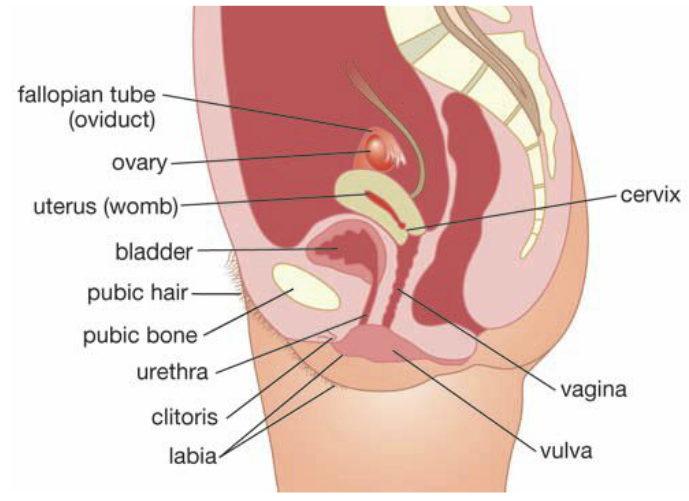 fallopian tube
(oviduct)
ovary
uterus (womb)
cervix
bladder
pubic hair
pubic bone
urethra
vagina
clitoris
vulva
labia